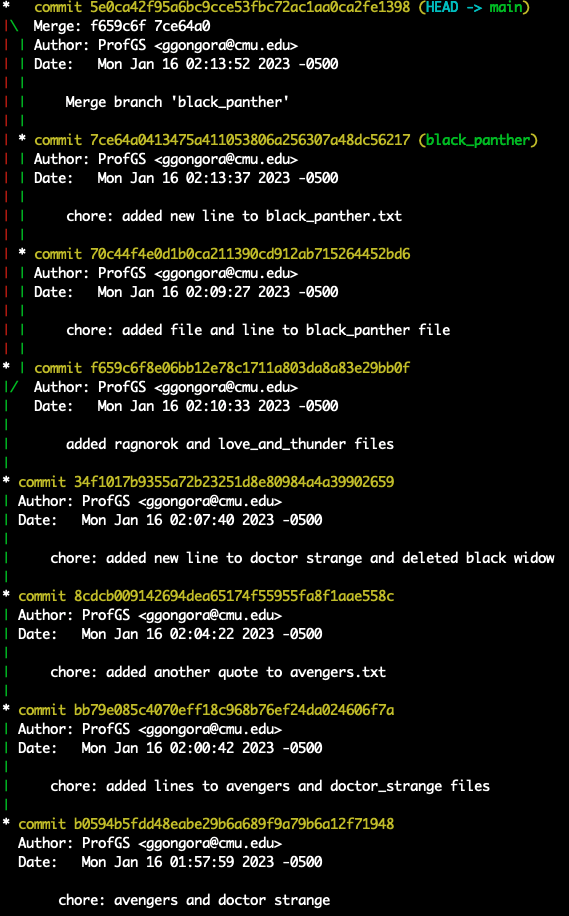 * commit 5e0ca42f95a6bc9cce53fbc72ac1aa0ca2fe1398 (HEAD -> main)
|\ Merge: f659c6f 7ce64a0
| | Author: ProfGS <ggongora@cmu.edu>
| | Date: Mon Jan 16 02:13:52 2023 -0500
| |
| | Merge branch 'black_panther'
| |
| * commit 7ce64a0413475a411053806a256307a48dc56217 (black_panther)
| | Author: ProfGS <ggongora@cmu.edu>
| | Date: Mon Jan 16 02:13:37 2023 -0500
| |
| | chore: added new line to black_panther.txt
| |
| * commit 70c44f4e0d1b0ca211390cd912ab715264452bd6
| | Author: ProfGS <ggongora@cmu.edu>
| | Date: Mon Jan 16 02:09:27 2023 -0500
| |
| | chore: added file and line to black_panther file
| |
* | commit f659c6f8e06bb12e78c1711a803da8a83e29bb0f
|/ Author: ProfGS <ggongora@cmu.edu>
| Date: Mon Jan 16 02:10:33 2023 -0500
|
| added ragnorok and love_and_thunder files
|
* commit 34f1017b9355a72b23251d8e80984a4a39902659
| Author: ProfGS <ggongora@cmu.edu>
| Date: Mon Jan 16 02:07:40 2023 -0500
|
| chore: added new line to doctor strange and deleted black widow
|
* commit 8cdcb009142694dea65174f55955fa8f1aae558c
| Author: ProfGS <ggongora@cmu.edu>
| Date: Mon Jan 16 02:04:22 2023 -0500
|
| chore: added another quote to avengers.txt
|
* commit bb79e085c4070eff18c968b76ef24da024606f7a
| Author: ProfGS <ggongora@cmu.edu>
| Date: Mon Jan 16 02:00:42 2023 -0500
|
| chore: added lines to avengers and doctor_strange files
|
* commit b0594b5fdd48eabe29b6a689f9a79b6a12f71948
Author: ProfGS <ggongora@cmu.edu>
Date: Mon Jan 16 01:57:59 2023 -0500
chore: avengers and doctor strange